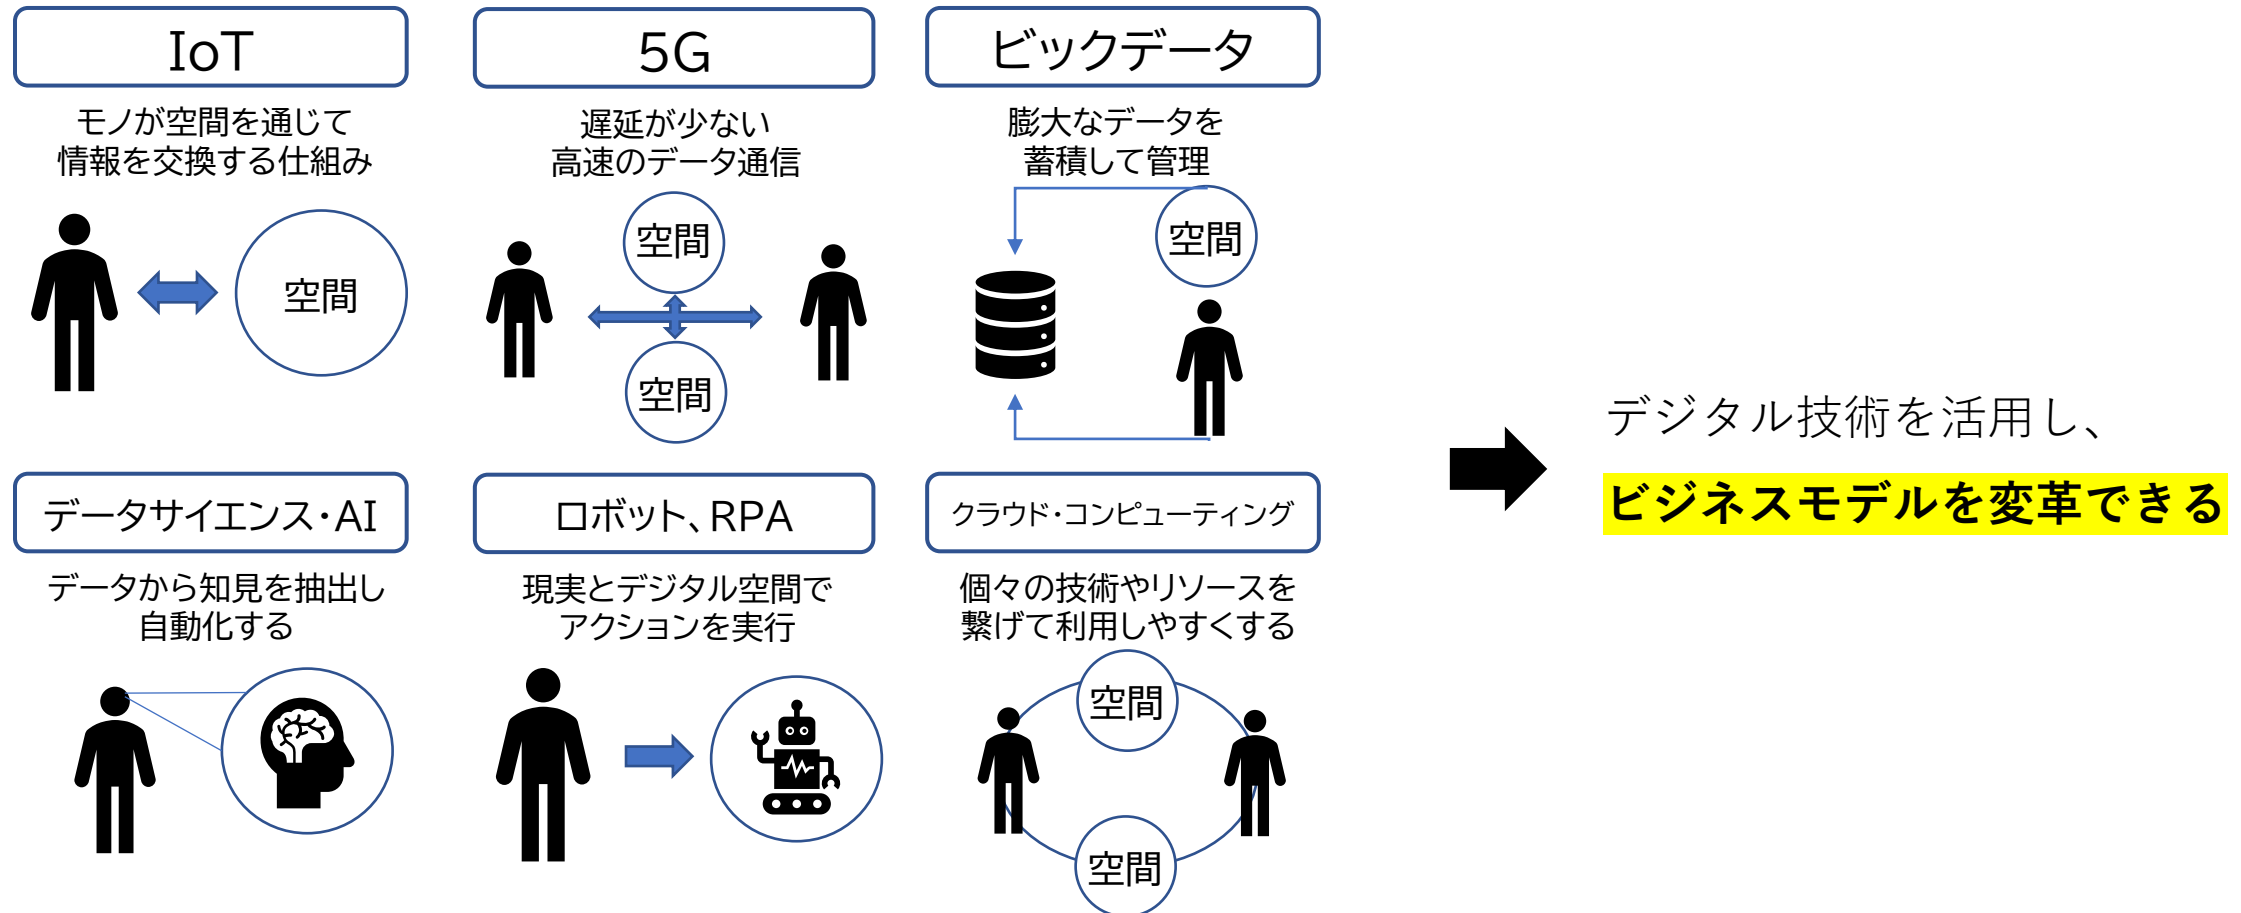 IoT
モノが空間を通じて
情報を交換する仕組み
空間
5G
遅延が少ない
高速のデータ通信
空間
空間
ビックデータ
膨大なデータを
蓄積して管理
空間
データサイエンス・AI
データから知見を抽出し
自動化する
ロボット、RPA
現実とデジタル空間で
アクションを実行
クラウド・コンピューティング
個々の技術やリソースを
繋げて利用しやすくする
空間
空間
デジタル技術を活用し、
ビジネスモデルを変革できる